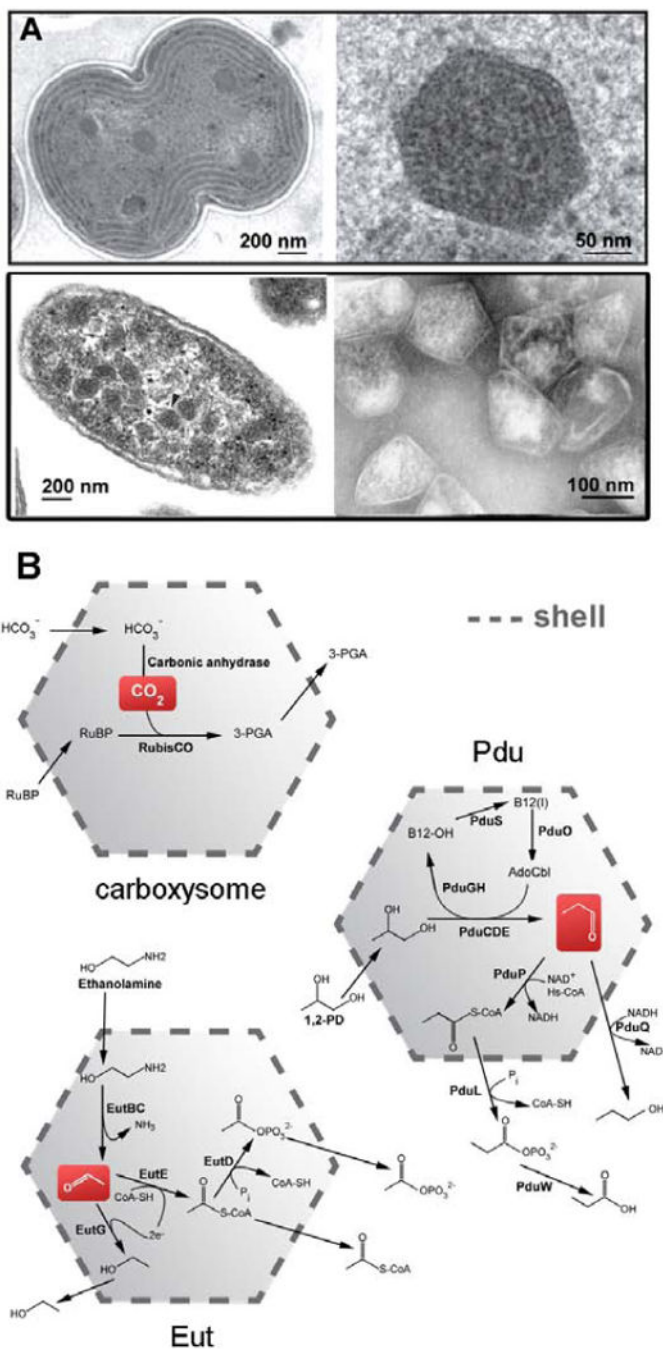 A
200 nm
50 nm
200 nm
100 nm
B
shell
HCO₃⁻
HCO₃⁻
Carbonic anhydrase
CO₂
3-PGA
RuBP
RubisCO
3-PGA
RuBP
carboxysome
Pdu
B12(I)
PduS
B12-OH
PduO
PduGH
AdoCbl
OH
OH
PduCDE
O
OH
OH
1,2-PD
PduP
NAD⁺
Hs-CoA
NADH
S-CoA
O
NADH
PduQ
NAD
PduL
Pi
CoA-SH
OH
O
OPO₃²⁻
PduW
O
OH
HO
NH2
Ethanolamine
HO
NH2
EutBC
NH₃
O
EutE
CoA-SH
EutD
O
OPO₃²⁻
CoA-SH
Pi
O
S-CoA
O
OPO₃²⁻
EutG
2e⁻
HO
O
S-CoA
HO
Eut